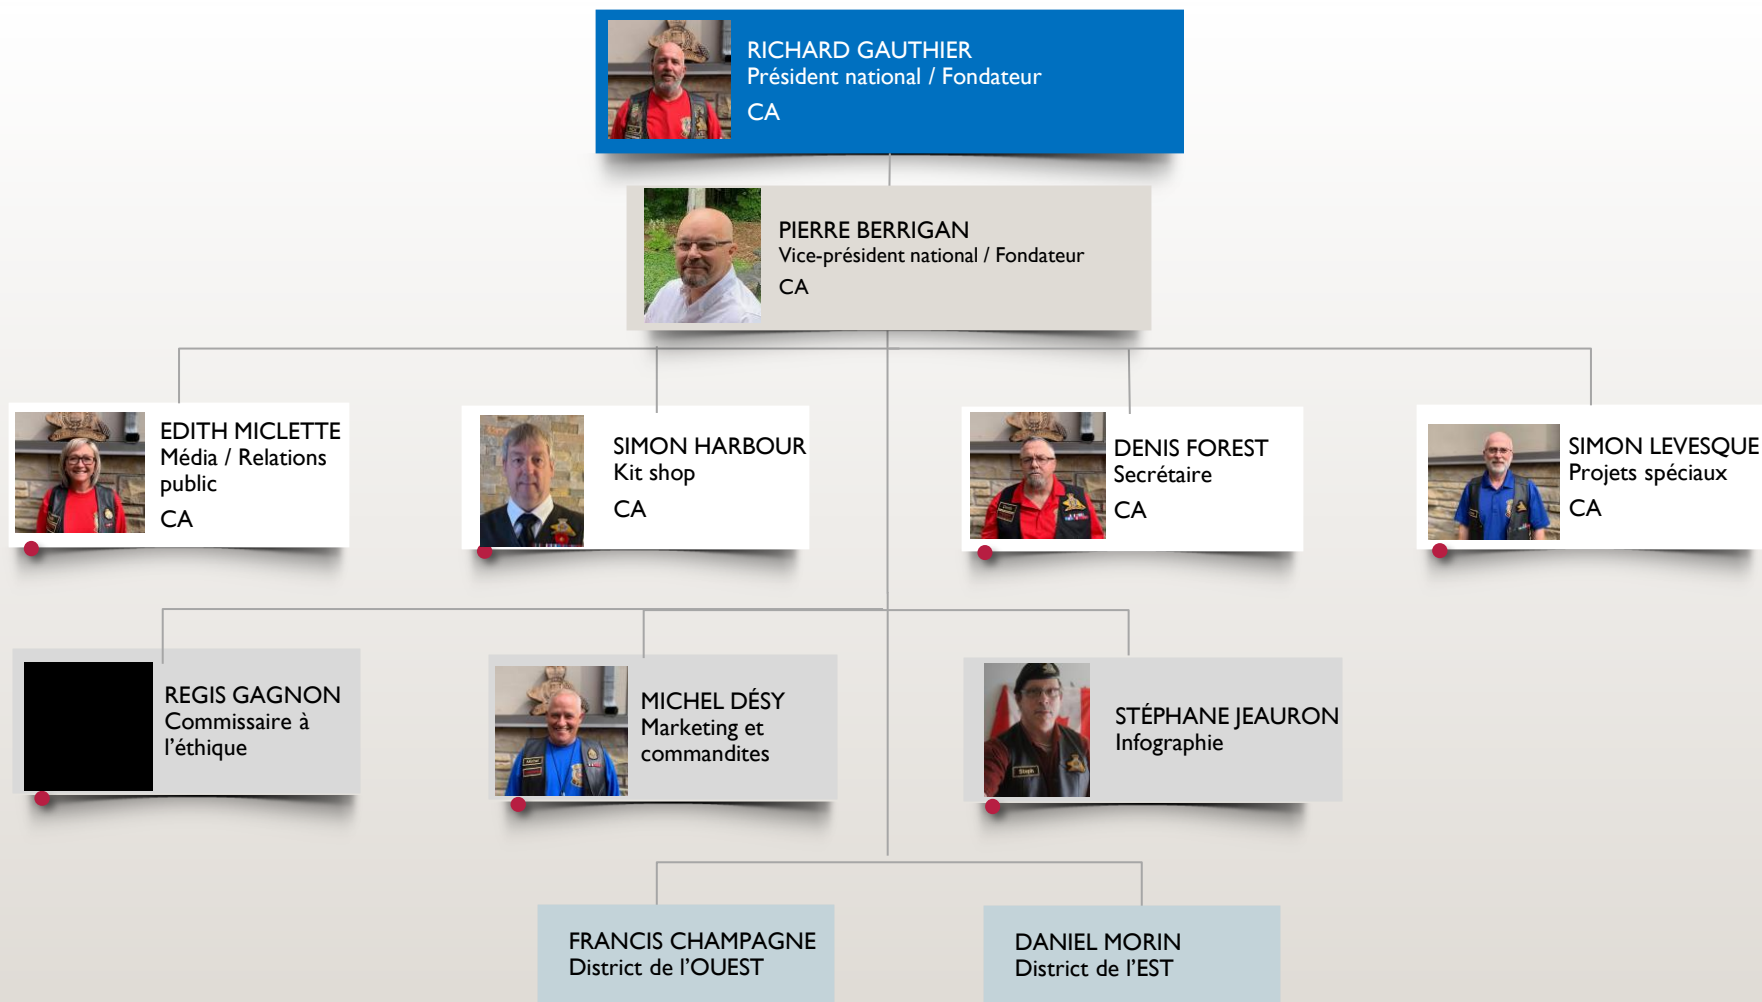 RICHARD GAUTHIER
Président national / Fondateur
CA
PIERRE BERRIGAN
Vice-président national / Fondateur
CA
EDITH MICLETTE
Média / Relations
public
CA
SIMON HARBOUR
Kit shop
CA
DENIS FOREST
Secrétaire
CA
SIMON LEVESQUE
Projets spéciaux
CA
REGIS GAGNON
Commissaire à
l’éthique
MICHEL DÉSY
Marketing et
commandites
STÉPHANE JEAURON
Infographie
Steph
FRANCIS CHAMPAGNE
District de l’OUEST
DANIEL MORIN
District de l’EST